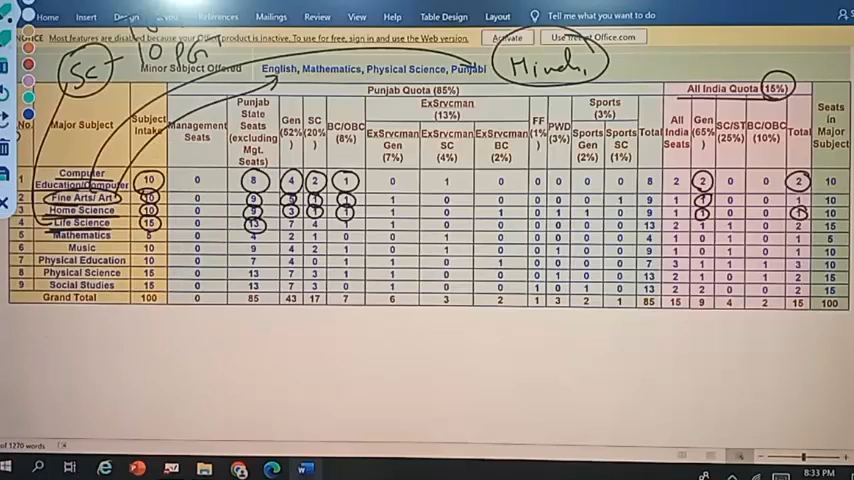 Home Insert Design Layout References Mailings Review View Help Table Design Layout Tell me what you want to do
Most features are disabled because your Office product is inactive. To use for free, sign in and use the Web version. Activate Use free at Office.com
SC - 10 PG
Minor Subject Offered English, Mathematics, Physical Science, Punjabi Hindi
Punjab Quota (85%) All India Quota (15%)
No. Major Subject Subject Intake Management Seats Punjab State Seats (excluding Mgt. Seats) Gen (52%) SC (20%) BC/OBC (8%) ExSrvcman (13%) ExSrvcman Gen (7%) ExSrvcman SC (4%) ExSrvcman BC (2%) FF (1%) PWD (3%) Sports (3%) Sports Gen (2%) Sports SC (1%) Total All India Seats Gen (65%) SC/ST (25%) BC/OBC (10%) Total Seats in Major Subject
1 Computer Education/Computer 10 0 8 4 2 1 0 1 0 0 0 0 0 8 2 2 0 0 2 10
2 Fine Arts/ Art 10 0 9 5 1 1 1 0 0 0 0 0 1 9 1 1 0 0 1 10
3 Home Science 10 0 9 3 1 1 1 0 1 0 1 1 0 9 1 1 0 0 1 10
4 Life Science 15 0 13 7 4 1 1 0 0 0 0 0 0 13 2 1 1 0 2 15
5 Mathematics 5 0 4 2 1 0 0 1 0 0 0 0 0 4 1 0 1 0 1 5
6 Music 10 0 9 4 2 1 0 1 0 0 1 0 0 9 1 1 0 0 1 10
7 Physical Education 10 0 7 4 0 1 1 0 1 0 0 0 0 7 3 1 1 1 3 10
8 Physical Science 15 0 13 7 3 1 1 0 0 0 1 0 0 13 2 1 0 1 2 15
9 Social Studies 15 0 13 7 3 0 1 0 0 1 0 1 0 13 2 2 0 0 2 15
Grand Total 100 0 85 43 17 7 6 3 2 1 3 2 1 85 15 9 4 2 15 100
of 1270 words
8:33 PM